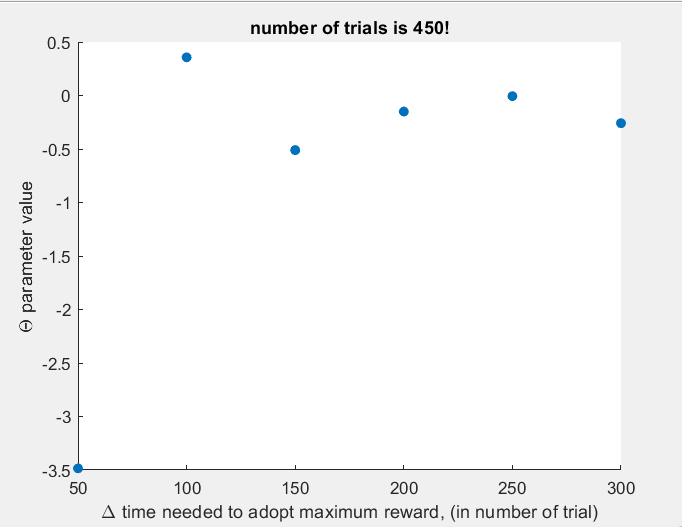 number of trials is 450!
0.5
0
-0.5
-1
-1.5
-2
-2.5
-3
-3.5
Θ parameter value
50 100 150 200 250 300
Δ time needed to adopt maximum reward, (in number of trial)